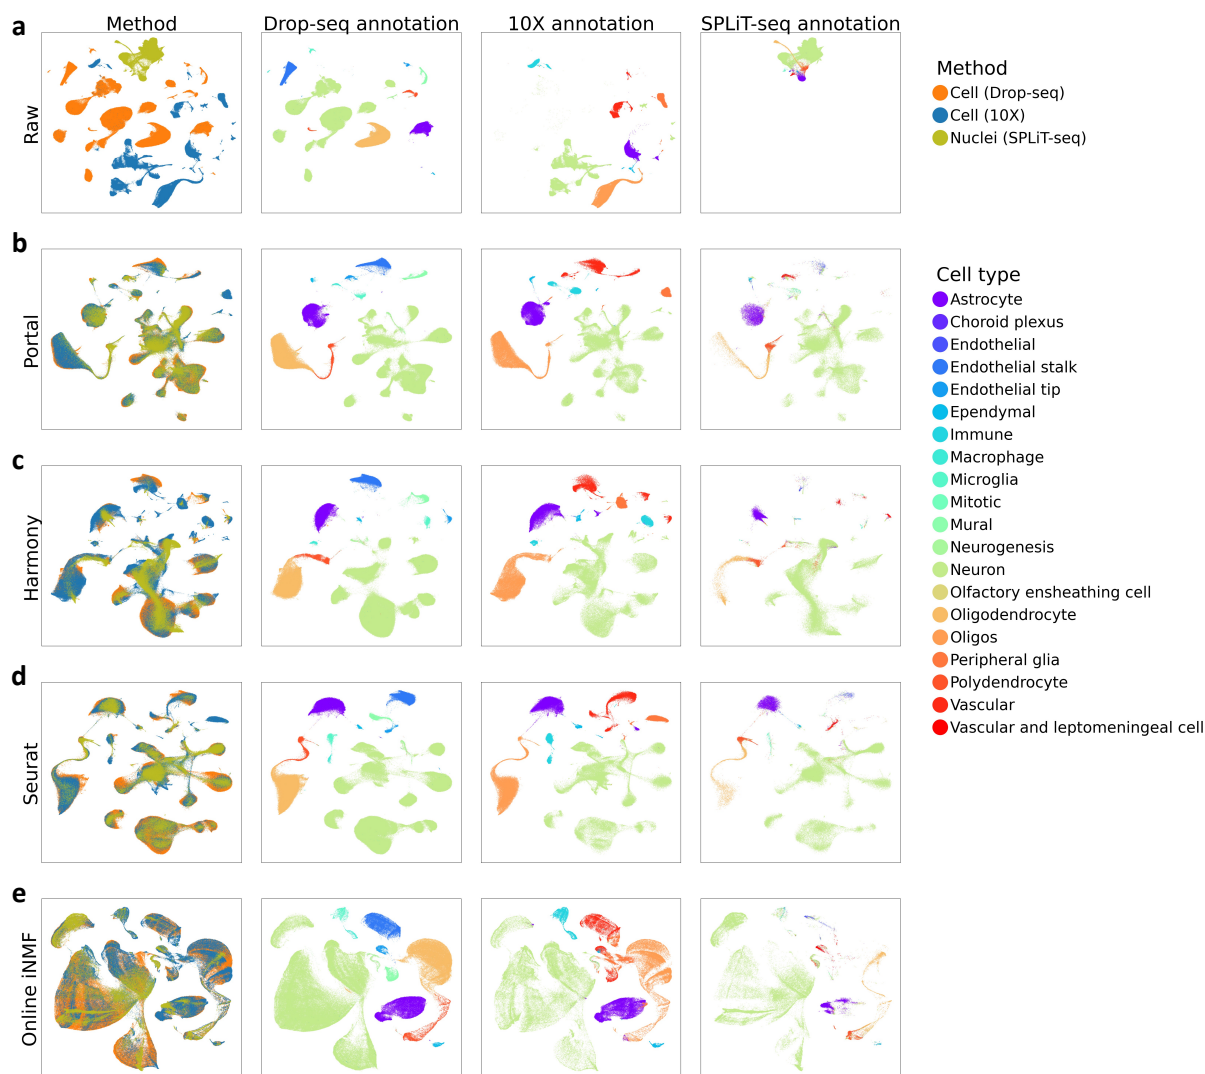 a
Method
Drop-seq annotation
10X annotation
SPLiT-seq annotation
Raw
Method
Cell (Drop-seq)
Cell (10X)
Nuclei (SPLiT-seq)
b
Portal
Cell type
Astrocyte
Choroid plexus
Endothelial
Endothelial stalk
Endothelial tip
Ependymal
Immune
Macrophage
Microglia
Mitotic
Mural
Neurogenesis
Neuron
Olfactory ensheathing cell
Oligodendrocyte
Oligos
Peripheral glia
Polydendrocyte
Vascular
Vascular and leptomeningeal cell
c
Harmony
d
Seurat
e
Online iNMF